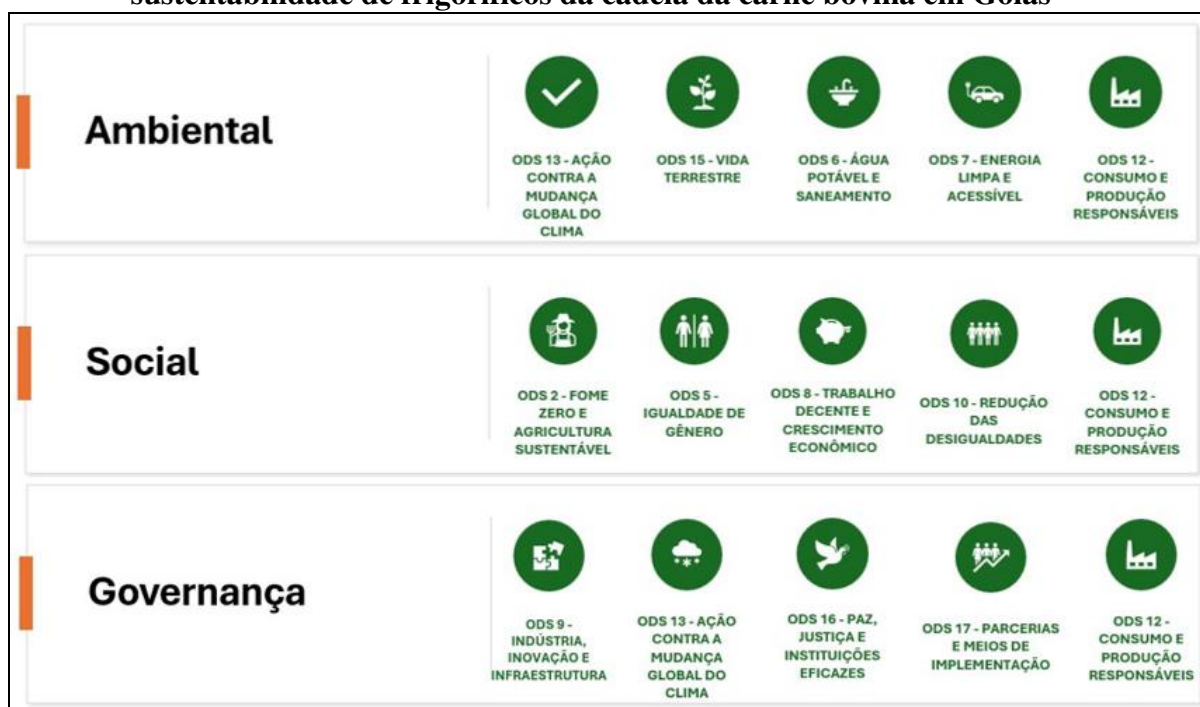 sustentabilidade de frigoríficos da cadeia da carne bovina em Goiás
Ambiental
ODS 13 - AÇÃO
CONTRA A
MUDANÇA
GLOBAL DO
CLIMA
ODS 15 - VIDA
TERRESTRE
ODS 6 - ÁGUA
POTÁVEL E
SANEAMENTO
ODS 7 - ENERGIA
LIMPA E
ACESSÍVEL
ODS 12 -
CONSUMO E
PRODUÇÃO
RESPONSÁVEIS
Social
ODS 2 - FOME
ZERO E
AGRICULTURA
SUSTENTÁVEL
ODS 5 -
IGUALDADE DE
GÊNERO
ODS 8 - TRABALHO
DECENTE E
CRESCIMENTO
ECONÔMICO
ODS 10 - REDUÇÃO
DAS
DESIGUALDADES
ODS 12 -
CONSUMO E
PRODUÇÃO
RESPONSÁVEIS
Governança
ODS 9 -
INDÚSTRIA,
INOVAÇÃO E
INFRAESTRUTURA
ODS 13 - AÇÃO
CONTRA A
MUDANÇA
GLOBAL DO
CLIMA
ODS 16 - PAZ,
JUSTIÇA E
INSTITUIÇÕES
EFICAZES
ODS 17 - PARCERIAS
E MEIOS DE
IMPLEMENTAÇÃO
ODS 12 -
CONSUMO E
PRODUÇÃO
RESPONSÁVEIS